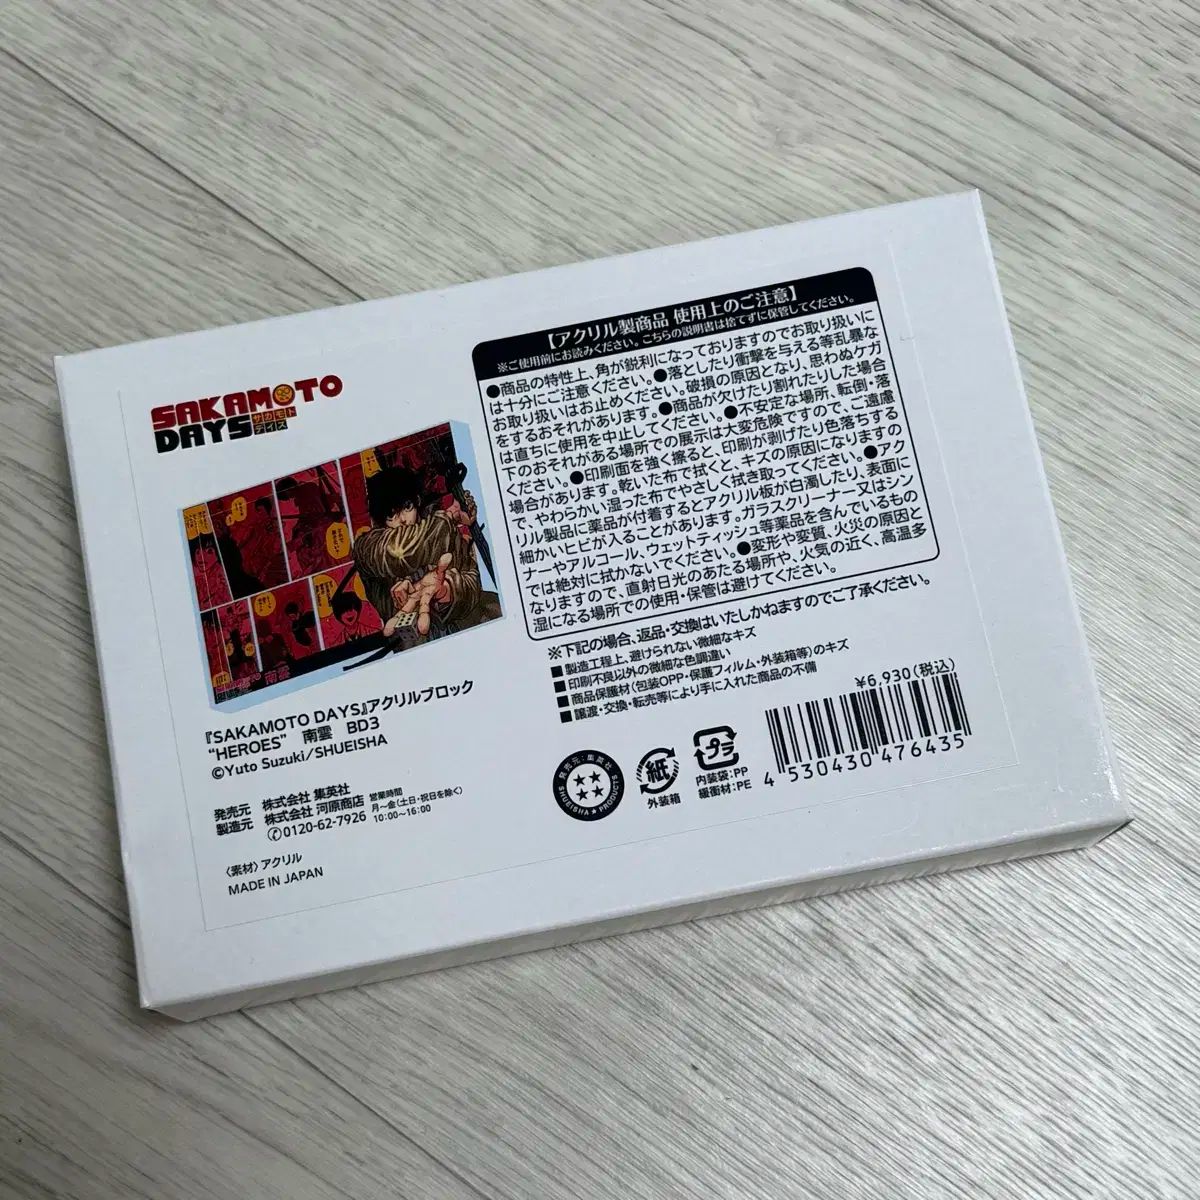 SAKAMOTO
DAYS サカモト
デイズ
南雲
『SAKAMOTO DAYS』アクリルブロック
“HEROES” 南雲 BD3
©Yuto Suzuki/SHUEISHA
発売元 株式会社 集英社
製造元 株式会社 河原商店
✆0120-62-7926
営業時間
月〜金(土日・祝日を除く)
10:00〜16:00
〈素材〉アクリル
MADE IN JAPAN
【アクリル製商品 使用上のご注意】
※ご使用前にお読みください。こちらの説明書は捨てずに保管してください。
●商品の特性上、角が鋭利になっておりますのでお取り扱いに
は十分にご注意ください。●落としたり衝撃を与える等乱暴な
お取り扱いはお止めください。破損の原因となり、思わぬケガ
をするおそれがあります。●商品が欠けたり割れたりした場合
は直ちに使用を中止してください。●不安定な場所、転倒・落
下のおそれがある場所での展示は大変危険ですので、ご遠慮
ください。●印刷面を強く擦ると、印刷が剥げたり色落ちする
場合があります。乾いた布で拭くと、キズの原因になりますの
で、やわらかい湿った布でやさしく拭き取ってください。●アク
リル製品に薬品が付着するとアクリル板が白濁したり、表面に
細かいヒビが入ることがあります。ガラスクリーナー又はシン
ナーやアルコール、ウェットティッシュ等薬品を含んでいるもの
では絶対に拭かないでください。●変形や変質、火災の原因と
なりますので、直射日光のあたる場所や、火気の近く、高温多
湿になる場所での使用・保管は避けてください。
※下記の場合、返品・交換はいたしかねますのでご了承ください。
■製造工程上、避けられない微細なキズ
■印刷不良以外の微細な色調違い
■商品保護材(包装OPP・保護フィルム・外装箱等)のキズ
■譲渡・交換・転売等により手に入れた商品の不備
発売元:集英社
SHUEISHA★PRODUCTS
紙
外装箱
プラ
内装袋:PP
緩衝材:PE
¥6,930(税込)
4 530430 476435